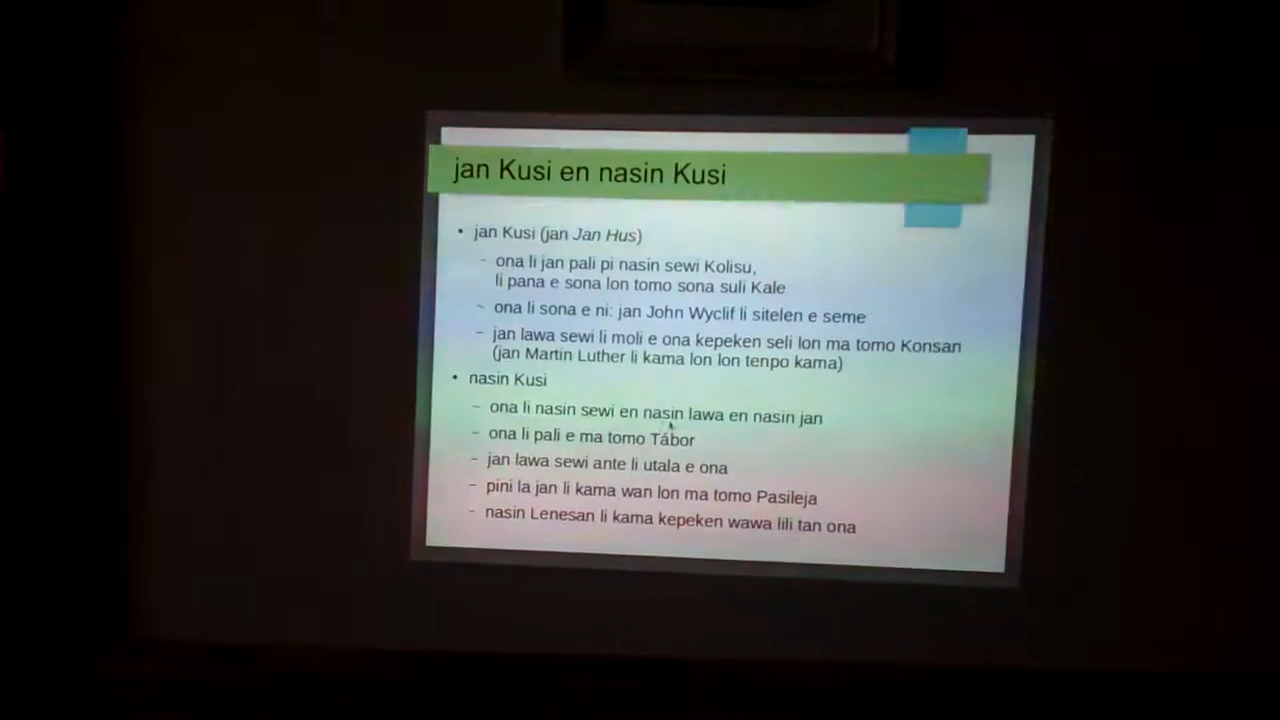 jan Kusi en nasin Kusi
• jan Kusi (jan Jan Hus)
– ona li jan pali pi nasin sewi Kolisu,
li pana e sona lon tomo sona suli Kale
– ona li sona e ni: jan John Wyclif li sitelen e seme
– jan lawa sewi li moli e ona kepeken seli lon ma tomo Konsan
(jan Martin Luther li kama lon lon tenpo kama)
• nasin Kusi
– ona li nasin sewi en nasin lawa en nasin jan
– ona li pali e ma tomo Tábor
– jan lawa sewi ante li utala e ona
– pini la jan li kama wan lon ma tomo Pasileja
– nasin Lenesan li kama kepeken wawa lili tan ona